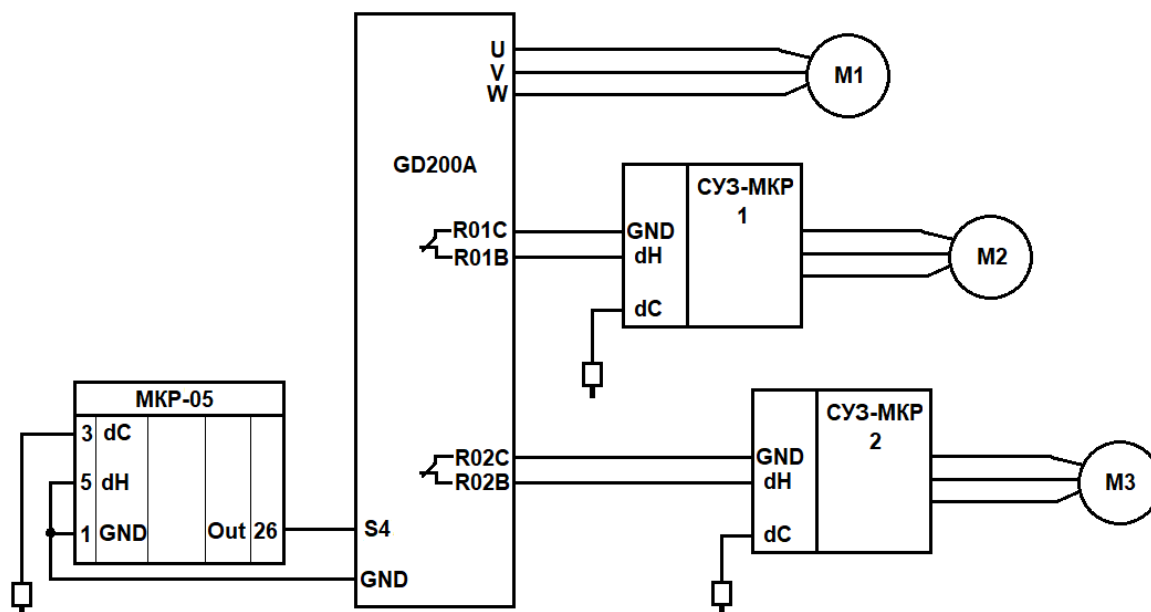 U
V
W
M1
GD200A
СУЗ-МКР
1
R01C
R01B
GND
dH
dC
M2
МКР-05
3 dC
5 dH
1 GND
Out 26
S4
GND
R02C
R02B
СУЗ-МКР
2
GND
dH
dC
M3